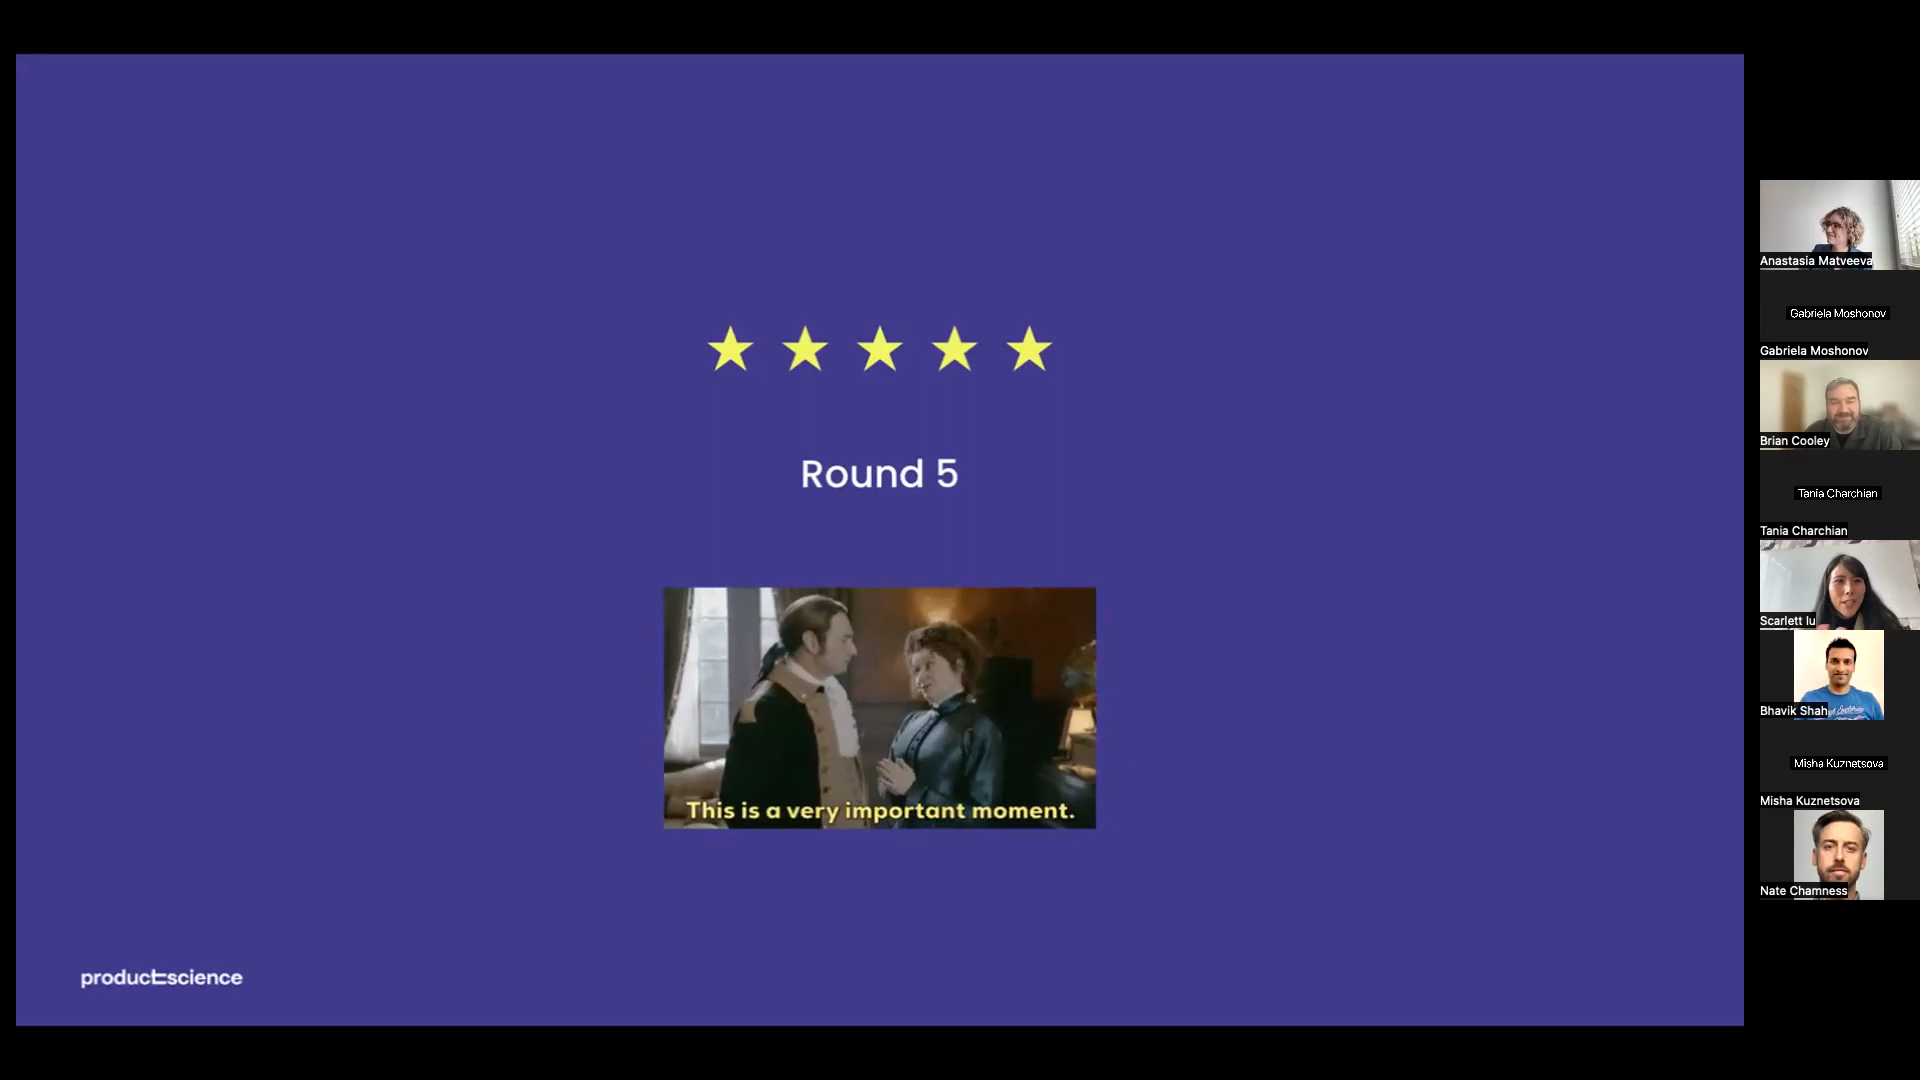 Round 5
This is a very important moment.
productscience
Anastasia Matveeva
Gabriela Moshonov
Gabriela Moshonov
Brian Cooley
Tania Charchian
Tania Charchian
Scarlett lu
Bhavik Shah
Misha Kuznetsova
Misha Kuznetsova
Nate Chamness